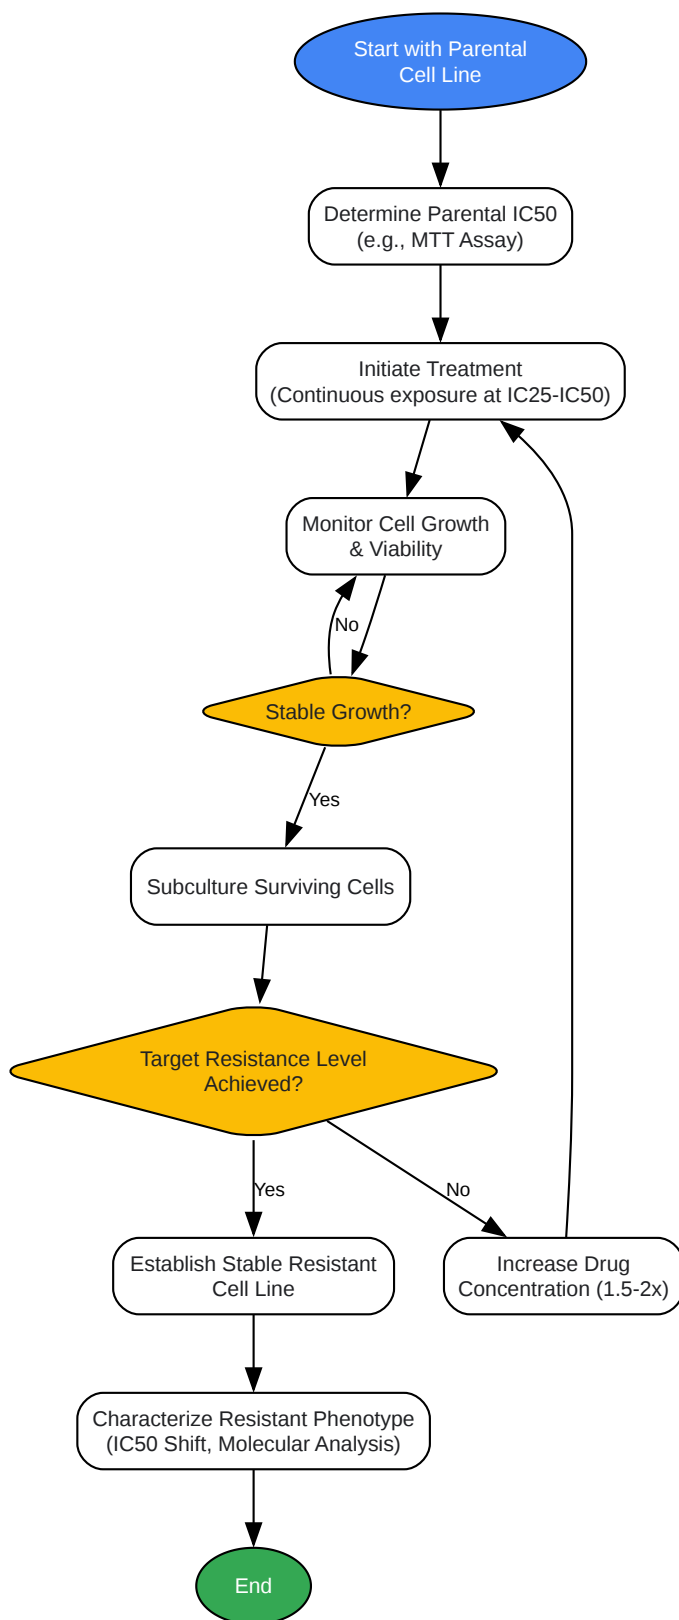 Start with Parental
Cell Line
Determine Parental IC50
(e.g., MTT Assay)
Initiate Treatment
(Continuous exposure at IC25-IC50)
Monitor Cell Growth
& Viability
No
Stable Growth?
Yes
Subculture Surviving Cells
Target Resistance Level
Achieved?
Yes
No
Establish Stable Resistant
Cell Line
Increase Drug
Concentration (1.5-2x)
Characterize Resistant Phenotype
(IC50 Shift, Molecular Analysis)
End